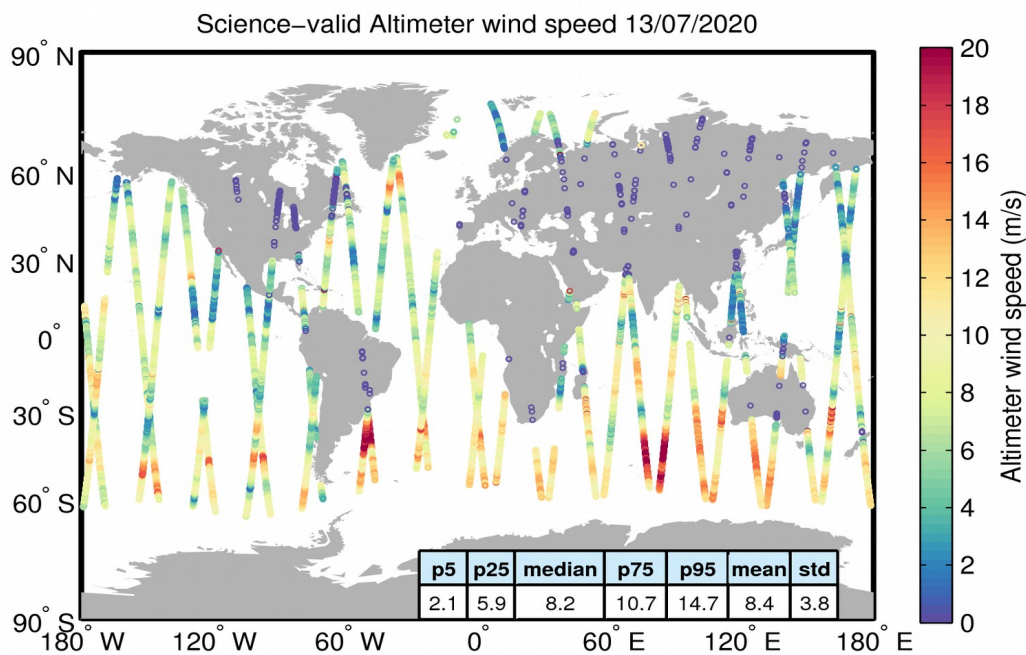 Science−valid Altimeter wind speed 13/07/2020
90° N
60° N
30° N
0°
30° S
60° S
90° S
180° W
120° W
60° W
0°
60° E
120° E
180° E
p5 p25 median p75 p95 mean std
2.1 5.9 8.2 10.7 14.7 8.4 3.8
20
18
16
14
12
10
8
6
4
2
0
Altimeter wind speed (m/s)